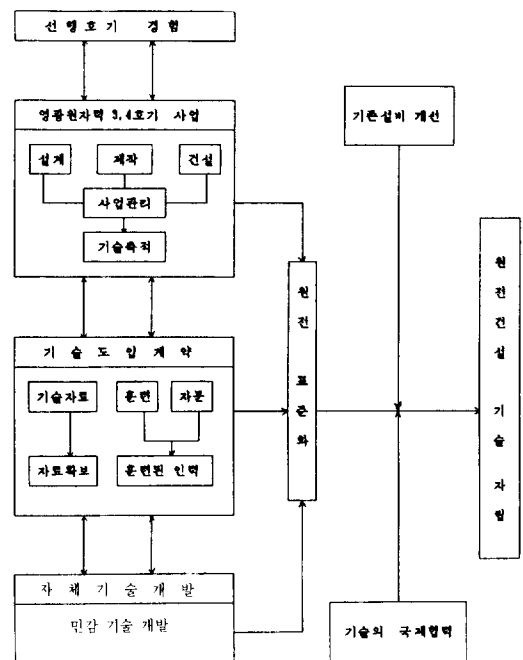 선 행 호 기 경 험
영광원자력 3,4호기 사업
설계 제작 건설
사업관리
기술축적
기 술 도 입 계 약
기술자료 훈련 자문
자료확보 훈련된 인력
자 체 기 술 개 발
민감 기술 개발
원 전 표 준 화
기존설비 개선
기술의 국제협력
원 전 건 설 기 술 자 립